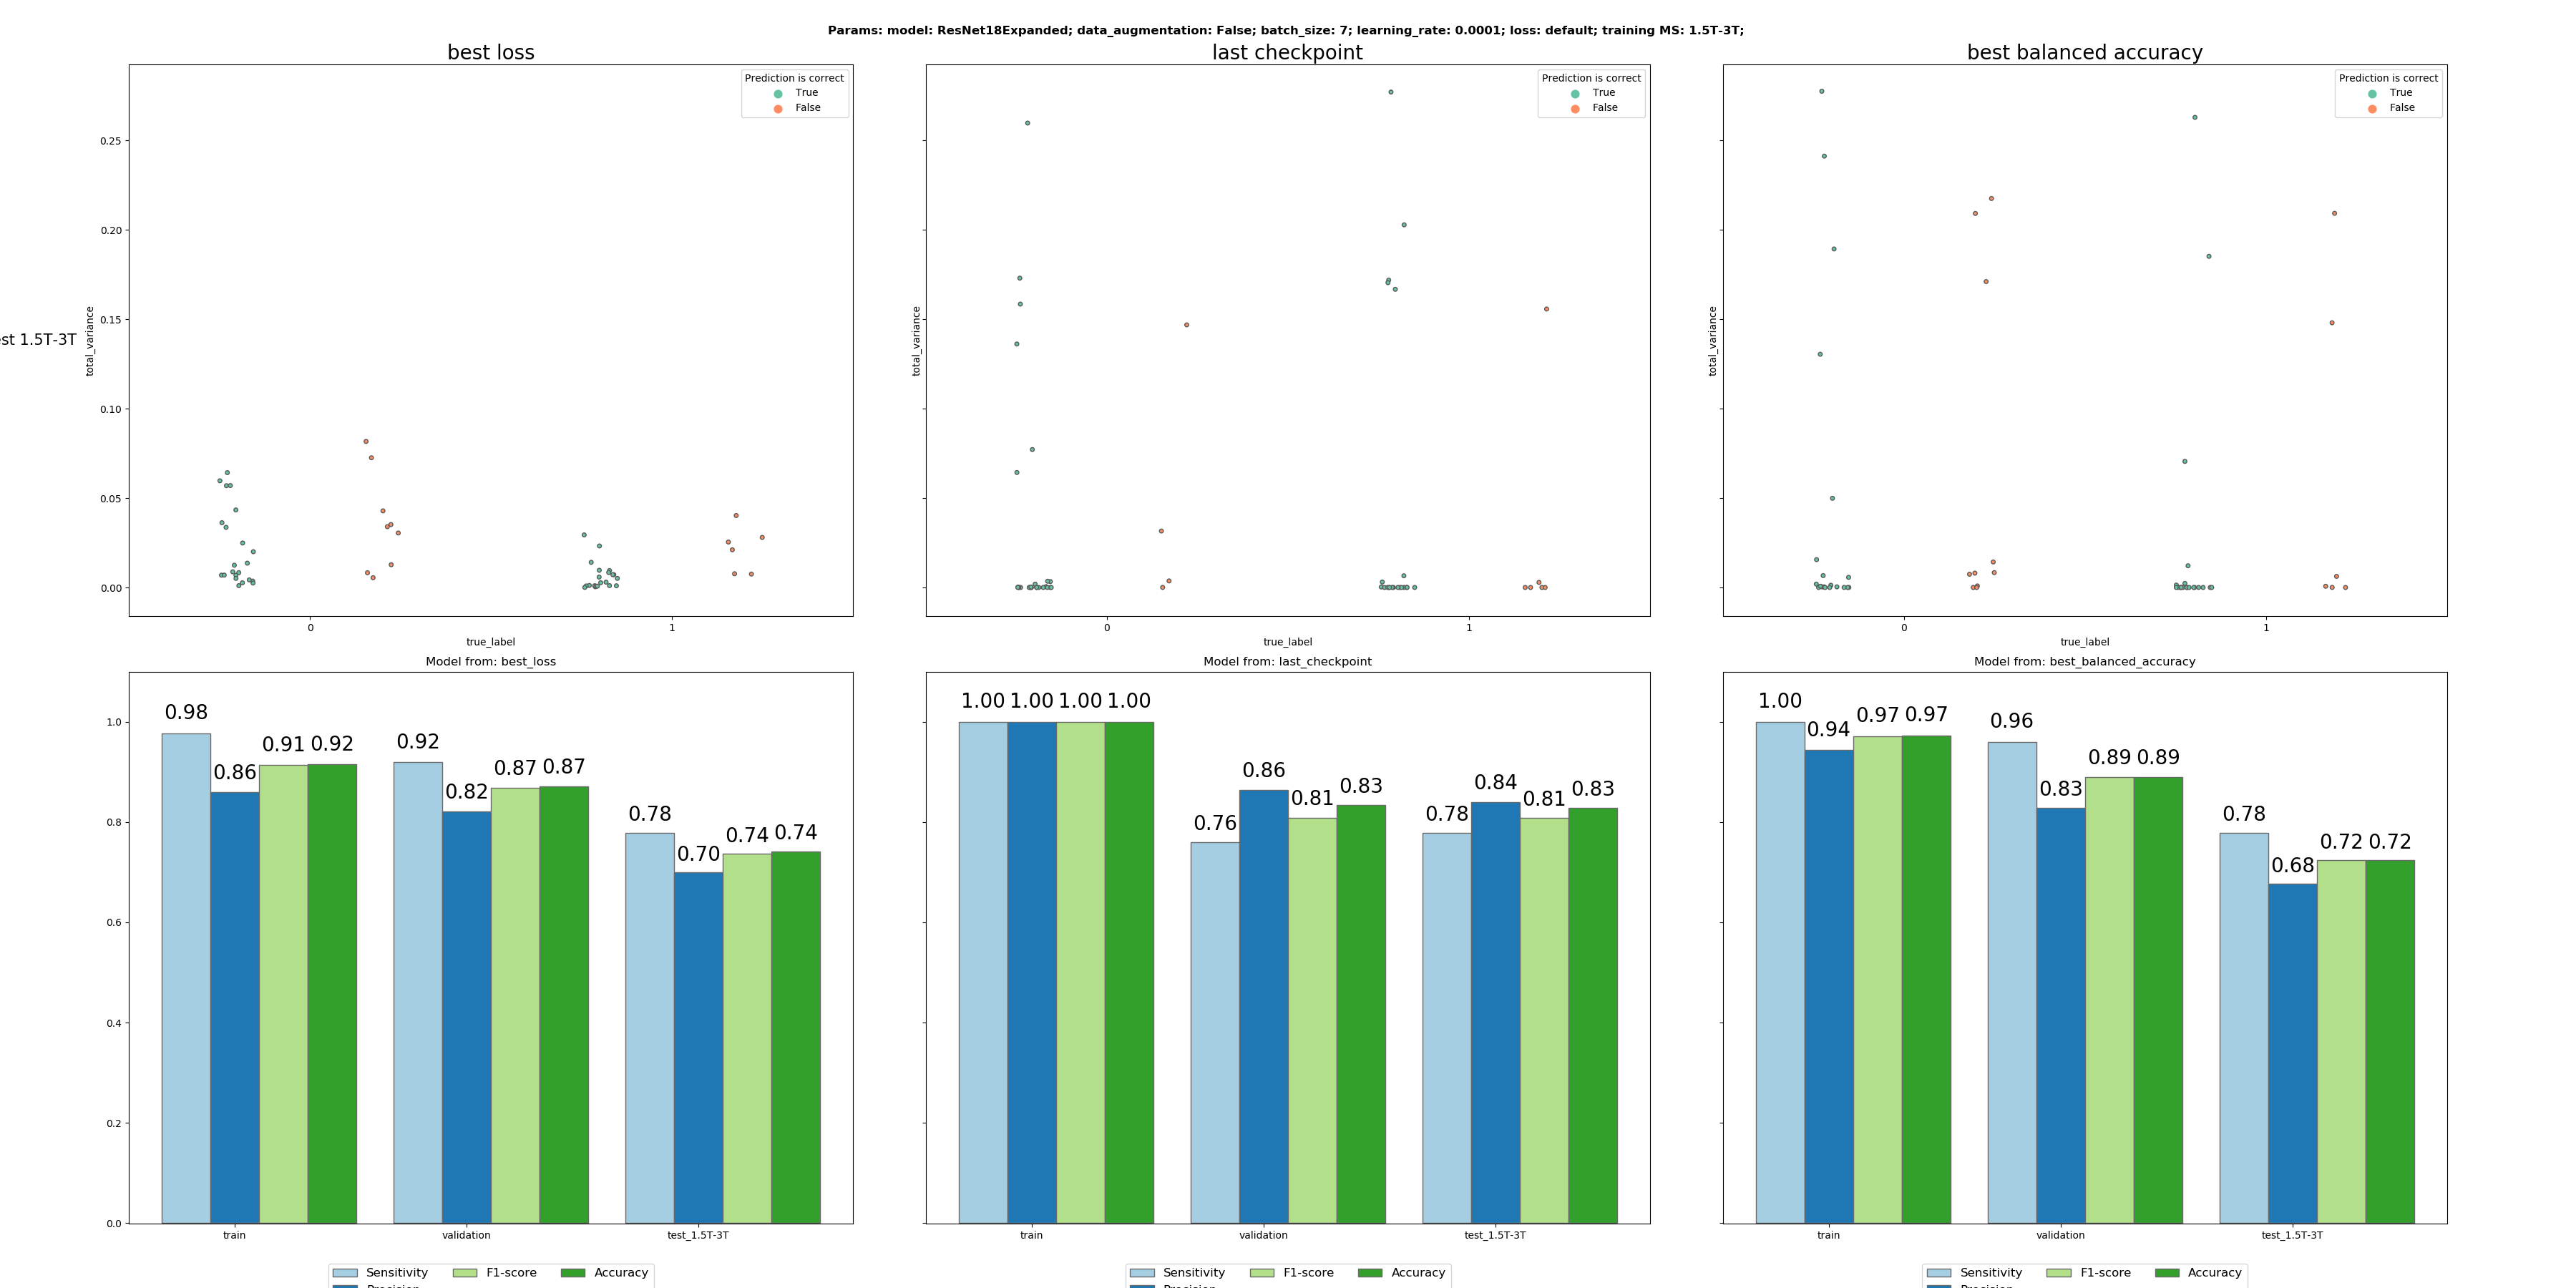 Params: model: ResNet18Expanded; data_augmentation: False; batch_size: 7; learning_rate: 0.0001; loss: default; training MS: 1.5T-3T;
best loss
last checkpoint
best balanced accuracy
Prediction is correct
True
False
Prediction is correct
True
False
Prediction is correct
True
False
0.25
0.20
0.15
0.10
0.05
0.00
1.5T-3T
total_variance
total_variance
total_variance
0 1
0 1
0 1
true_label
true_label
true_label
Model from: best_loss
Model from: last_checkpoint
Model from: best_balanced_accuracy
1.0
0.8
0.6
0.4
0.2
0.0
0.98 0.86 0.91 0.92
0.92 0.82 0.87 0.87
0.78 0.70 0.74 0.74
1.00 1.00 1.00 1.00
0.76 0.86 0.81 0.83
0.78 0.84 0.81 0.83
1.00 0.94 0.97 0.97
0.96 0.83 0.89 0.89
0.78 0.68 0.72 0.72
train validation test_1.5T-3T
train validation test_1.5T-3T
train validation test_1.5T-3T
Sensitivity F1-score Accuracy
Sensitivity F1-score Accuracy
Sensitivity F1-score Accuracy